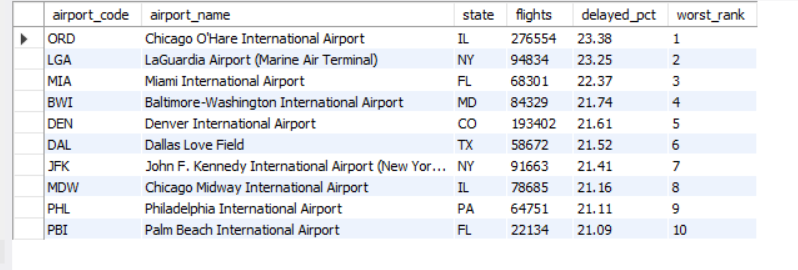 airport_code airport_name state flights delayed_pct worst_rank
ORD Chicago O'Hare International Airport IL 276554 23.38 1
LGA LaGuardia Airport (Marine Air Terminal) NY 94834 23.25 2
MIA Miami International Airport FL 68301 22.37 3
BWI Baltimore-Washington International Airport MD 84329 21.74 4
DEN Denver International Airport CO 193402 21.61 5
DAL Dallas Love Field TX 58672 21.52 6
JFK John F. Kennedy International Airport (New Yor... NY 91663 21.41 7
MDW Chicago Midway International Airport IL 78685 21.16 8
PHL Philadelphia International Airport PA 64751 21.11 9
PBI Palm Beach International Airport FL 22134 21.09 10